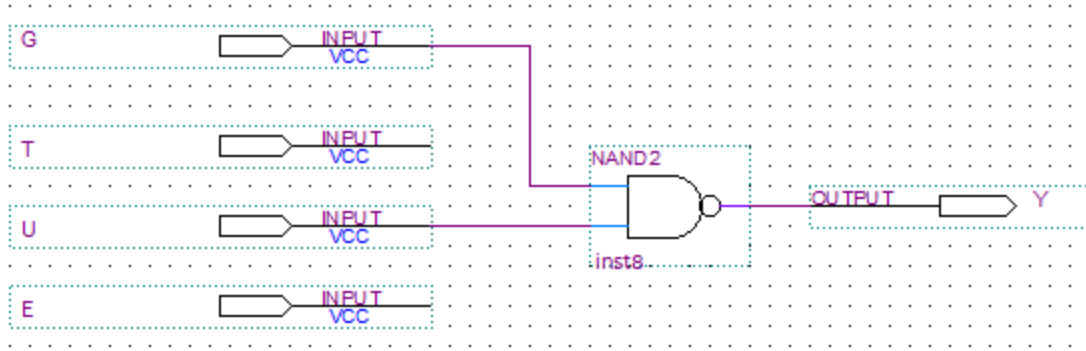 G INPUT
VCC
T INPUT
VCC
NAND2
U INPUT
VCC
OUTPUT Y
inst8
E INPUT
VCC